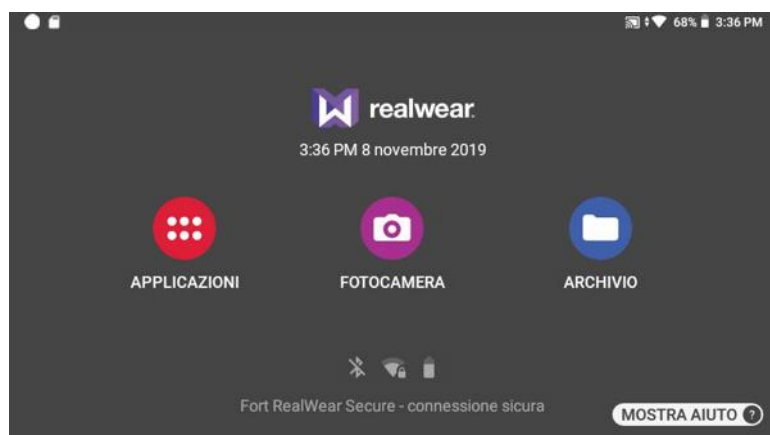 68% 3:36 PM
realwear.
3:36 PM 8 novembre 2019
APPLICAZIONI FOTOCAMERA ARCHIVIO
Fort RealWear Secure - connessione sicura
MOSTRA AIUTO ?